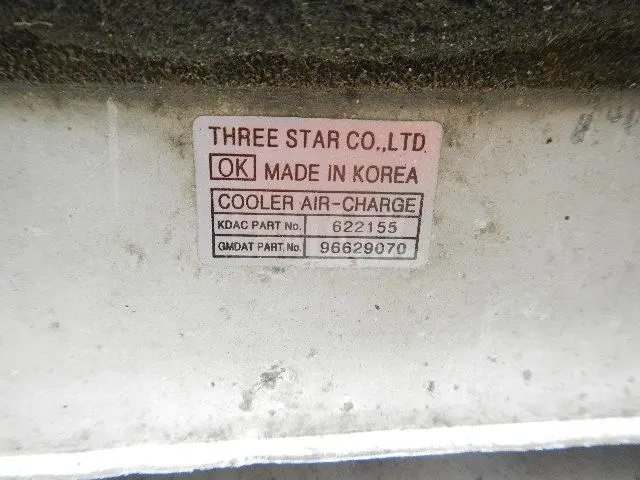 THREE STAR CO.,LTD.
OK MADE IN KOREA
COOLER AIR-CHARGE
KDAC PART No. 622155
GMDAT PART. No. 96629070